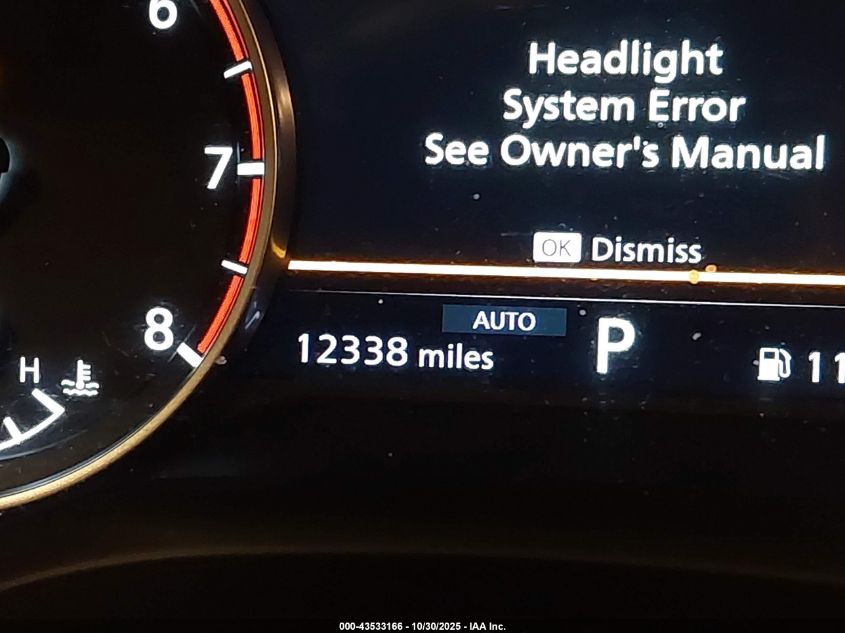 6
Headlight
System Error
See Owner's Manual
7
OK Dismiss
8
AUTO
12338 miles
P
11
H
000-43533166 - 10/30/2025 - IAA Inc.